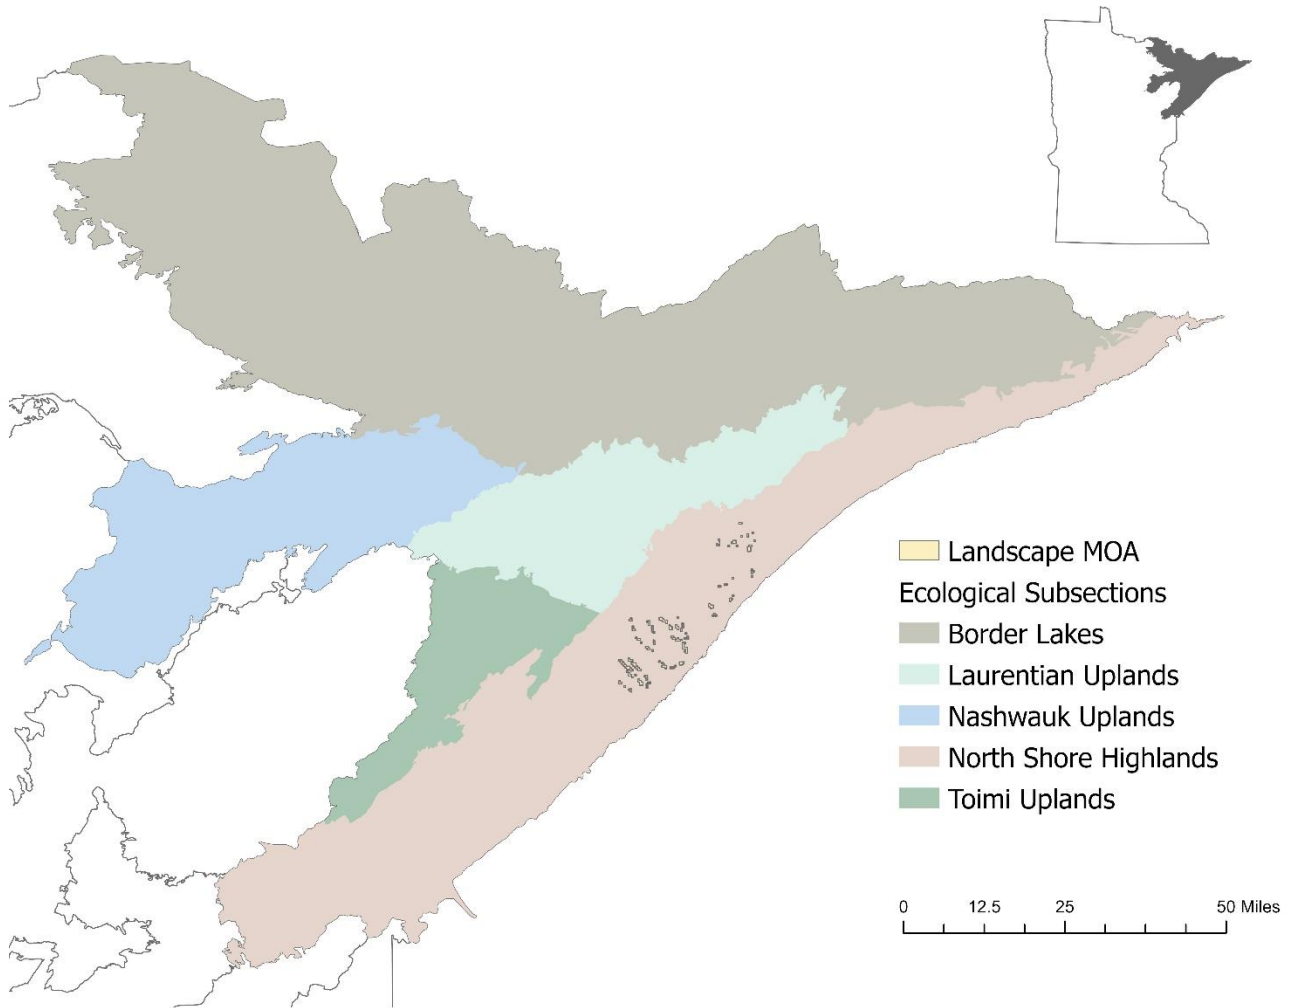 Landscape MOA
Ecological Subsections
Border Lakes
Laurentian Uplands
Nashwauk Uplands
North Shore Highlands
Toimi Uplands
0 12.5 25 50 Miles